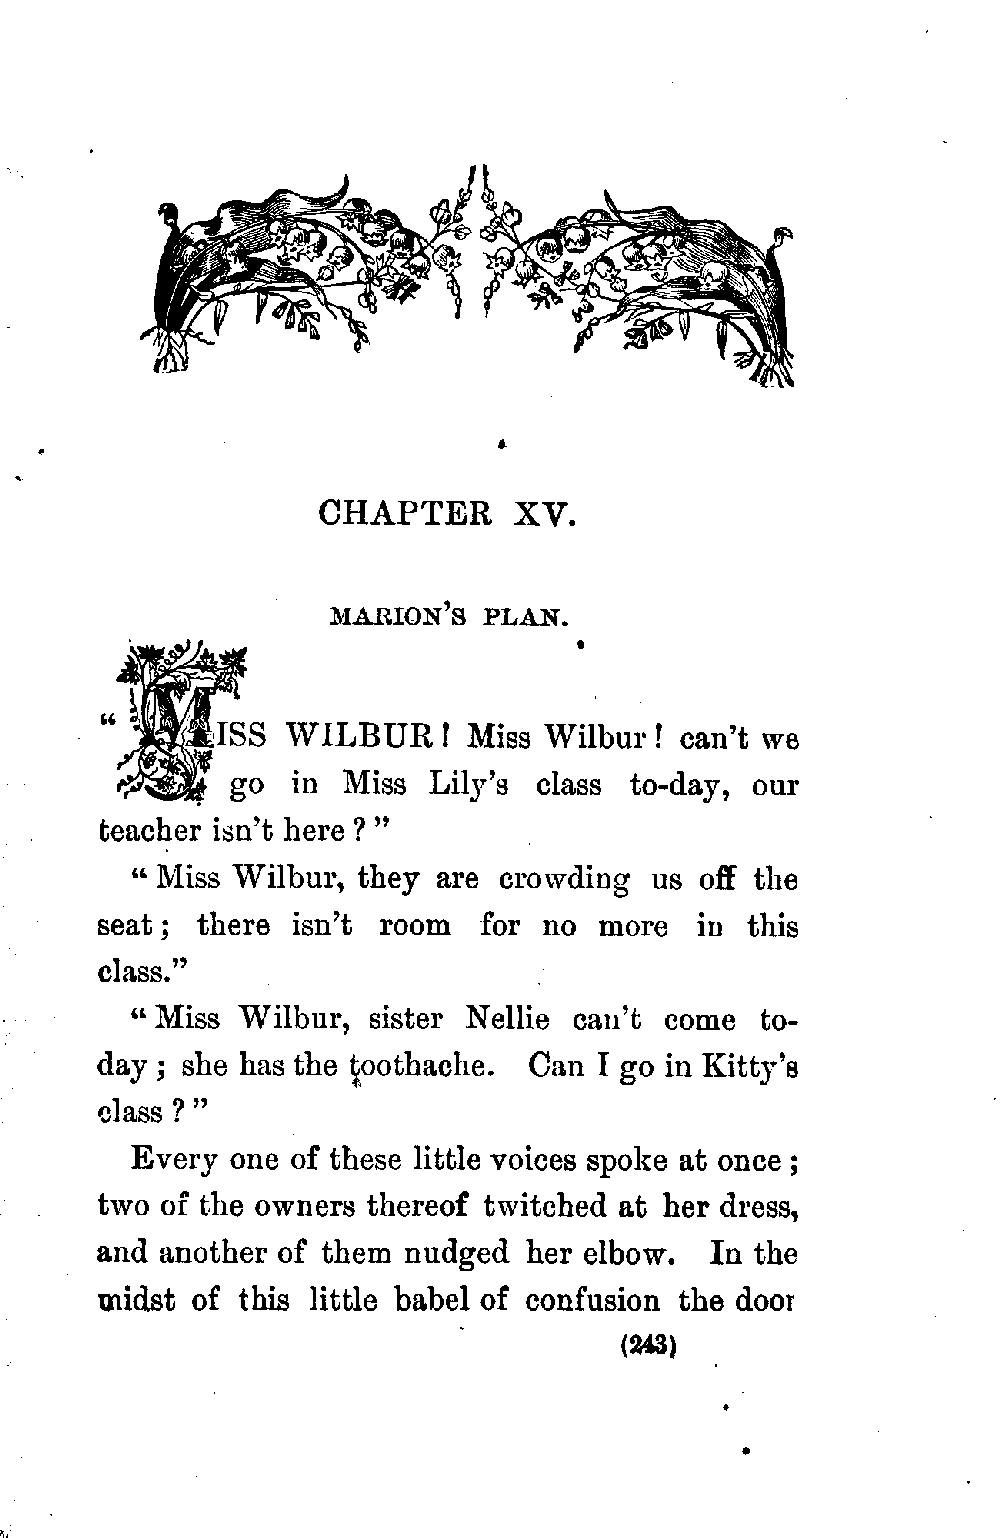 CHAPTER XV.
MARION'S PLAN.
"MISS WILBUR! Miss Wilbur! can't we
go in Miss Lily's class to-day, our
teacher isn't here?"
"Miss Wilbur, they are crowding us off the
seat; there isn't room for no more in this
class."
"Miss Wilbur, sister Nellie can't come to-
day; she has the toothache. Can I go in Kitty's
class?"
Every one of these little voices spoke at once;
two of the owners thereof twitched at her dress,
and another of them nudged her elbow. In the
midst of this little babel of confusion the door
(243)